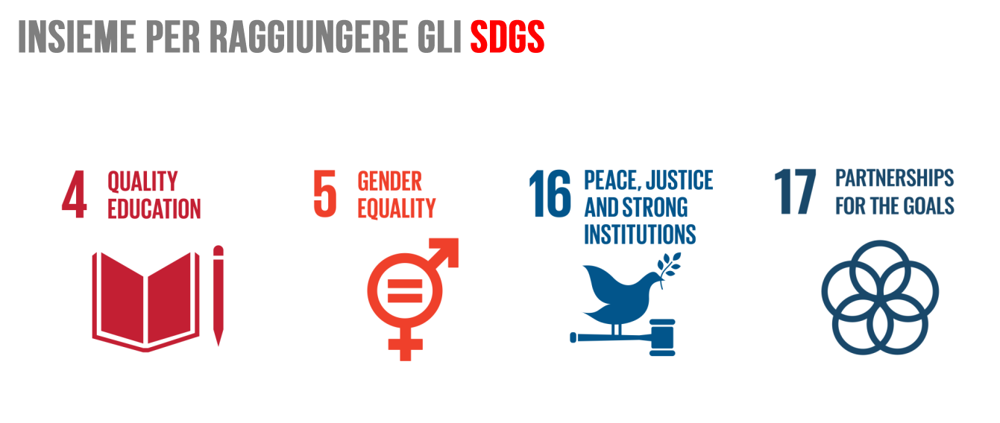 INSIEME PER RAGGIUNGERE GLI SDGS
4 QUALITY
EDUCATION
5 GENDER
EQUALITY
16 PEACE, JUSTICE
AND STRONG
INSTITUTIONS
17 PARTNERSHIPS
FOR THE GOALS